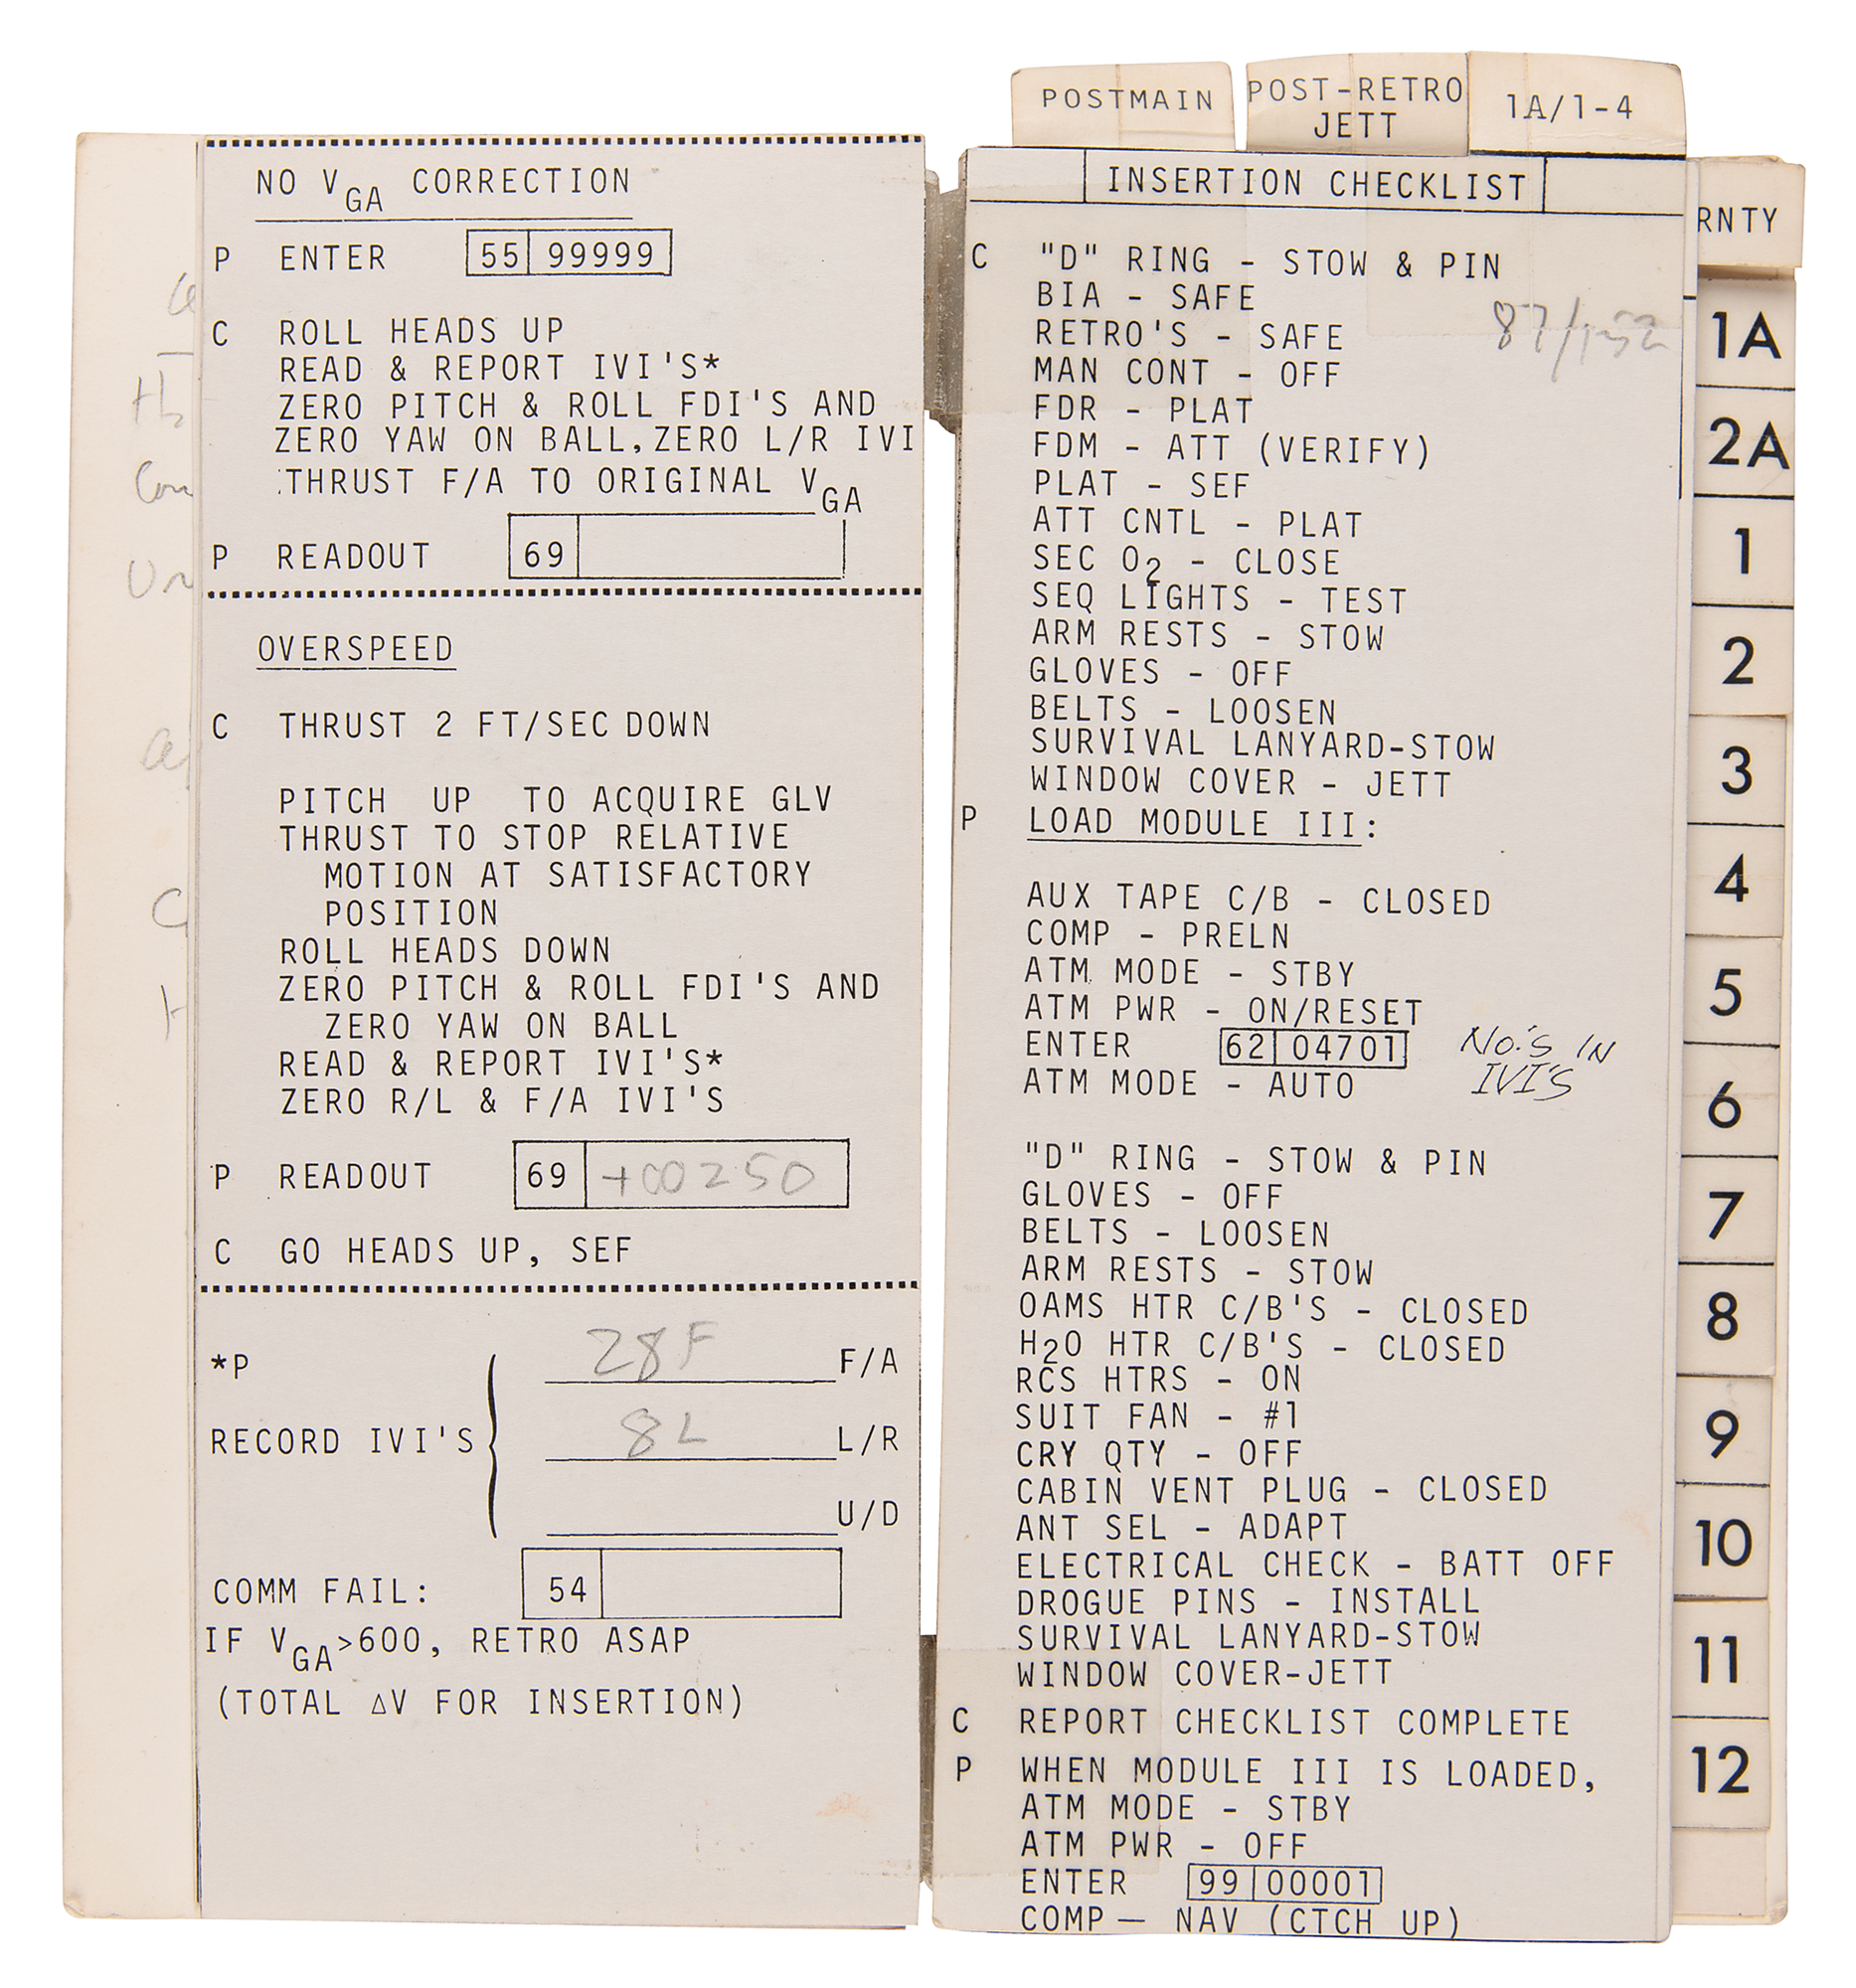 NO VGA CORRECTION
P ENTER 55 99999
C ROLL HEADS UP
READ & REPORT IVI'S*
ZERO PITCH & ROLL FDI'S AND
ZERO YAW ON BALL, ZERO L/R IVI
THRUST F/A TO ORIGINAL VGA
P READOUT 69
OVERSPEED
C THRUST 2 FT/SEC DOWN
PITCH UP TO ACQUIRE GLV
THRUST TO STOP RELATIVE
MOTION AT SATISFACTORY
POSITION
ROLL HEADS DOWN
ZERO PITCH & ROLL FDI'S AND
ZERO YAW ON BALL
READ & REPORT IVI'S*
ZERO R/L & F/A IVI'S
P READOUT 69 +00250
C GO HEADS UP, SEF
*P 28F F/A
RECORD IVI'S 8L L/R
U/D
COMM FAIL: 54
IF VGA>600, RETRO ASAP
(TOTAL ΔV FOR INSERTION)
POSTMAIN
POST-RETRO
JETT
1A/1-4
INSERTION CHECKLIST
C "D" RING - STOW & PIN
BIA - SAFE
RETRO'S - SAFE
MAN CONT - OFF
FDR - PLAT
FDM - ATT (VERIFY)
PLAT - SEF
ATT CNTL - PLAT
SEC O2 - CLOSE
SEQ LIGHTS - TEST
ARM RESTS - STOW
GLOVES - OFF
BELTS - LOOSEN
SURVIVAL LANYARD-STOW
WINDOW COVER - JETT
P LOAD MODULE III:
AUX TAPE C/B - CLOSED
COMP - PRELN
ATM MODE - STBY
ATM PWR - ON/RESET
ENTER 62 04701 NO.'S IN
ATM MODE - AUTO IVI'S
"D" RING - STOW & PIN
GLOVES - OFF
BELTS - LOOSEN
ARM RESTS - STOW
OAMS HTR C/B'S - CLOSED
H2O HTR C/B'S - CLOSED
RCS HTRS - ON
SUIT FAN - #1
CRY QTY - OFF
CABIN VENT PLUG - CLOSED
ANT SEL - ADAPT
ELECTRICAL CHECK - BATT OFF
DROGUE PINS - INSTALL
SURVIVAL LANYARD-STOW
WINDOW COVER-JETT
C REPORT CHECKLIST COMPLETE
P WHEN MODULE III IS LOADED,
ATM MODE - STBY
ATM PWR - OFF
ENTER 99 00001
COMP — NAV (CTCH UP)
RNTY
1A
2A
1
2
3
4
5
6
7
8
9
10
11
12